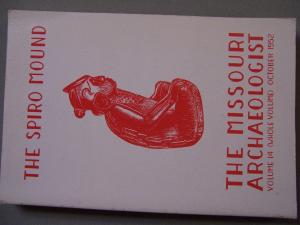 THE SPIRO MOUND
THE MISSOURI
ARCHAEOLOGIST
VOLUME 14 (WHOLE VOLUME) OCTOBER 1952